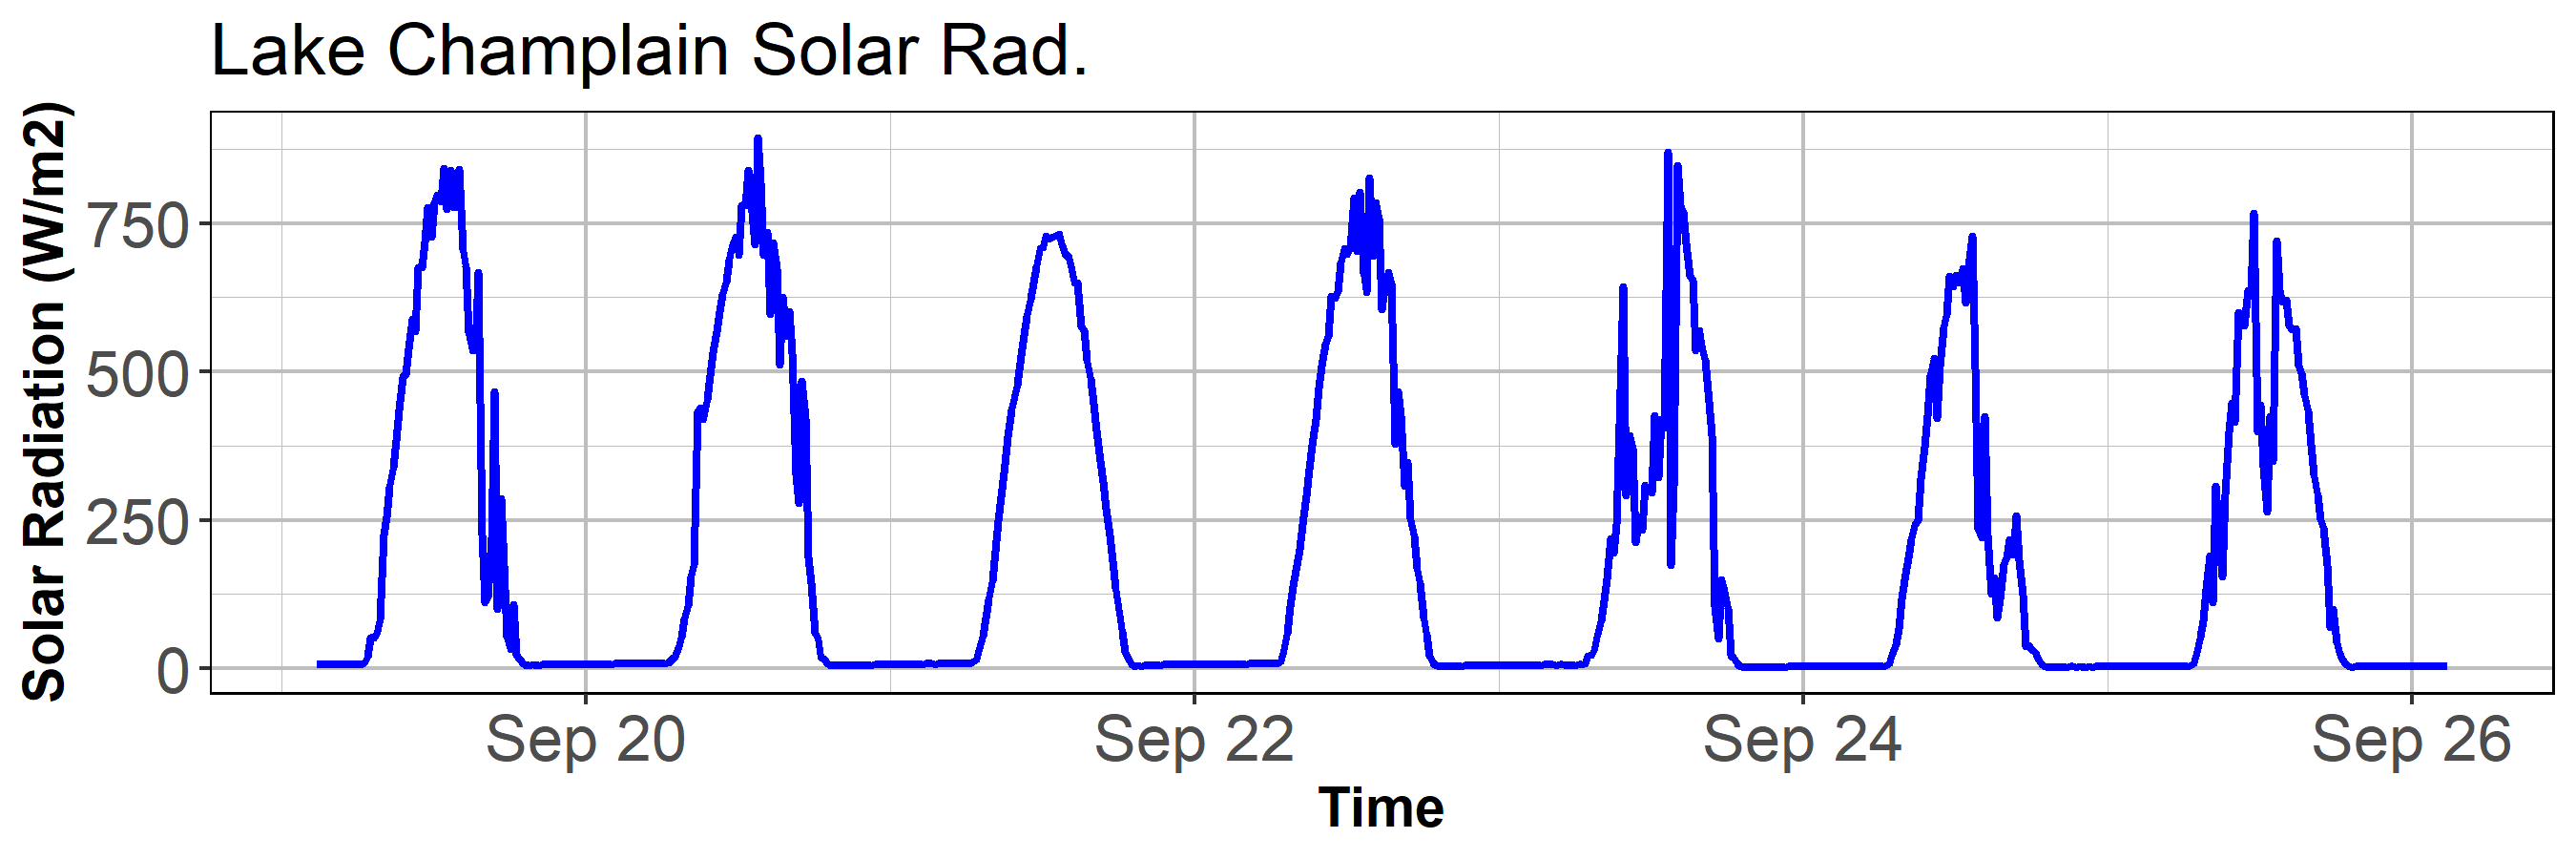 Lake Champlain Solar Rad.
Solar Radiation (W/m2)
750
500
250
0
Sep 20
Sep 22
Sep 24
Sep 26
Time